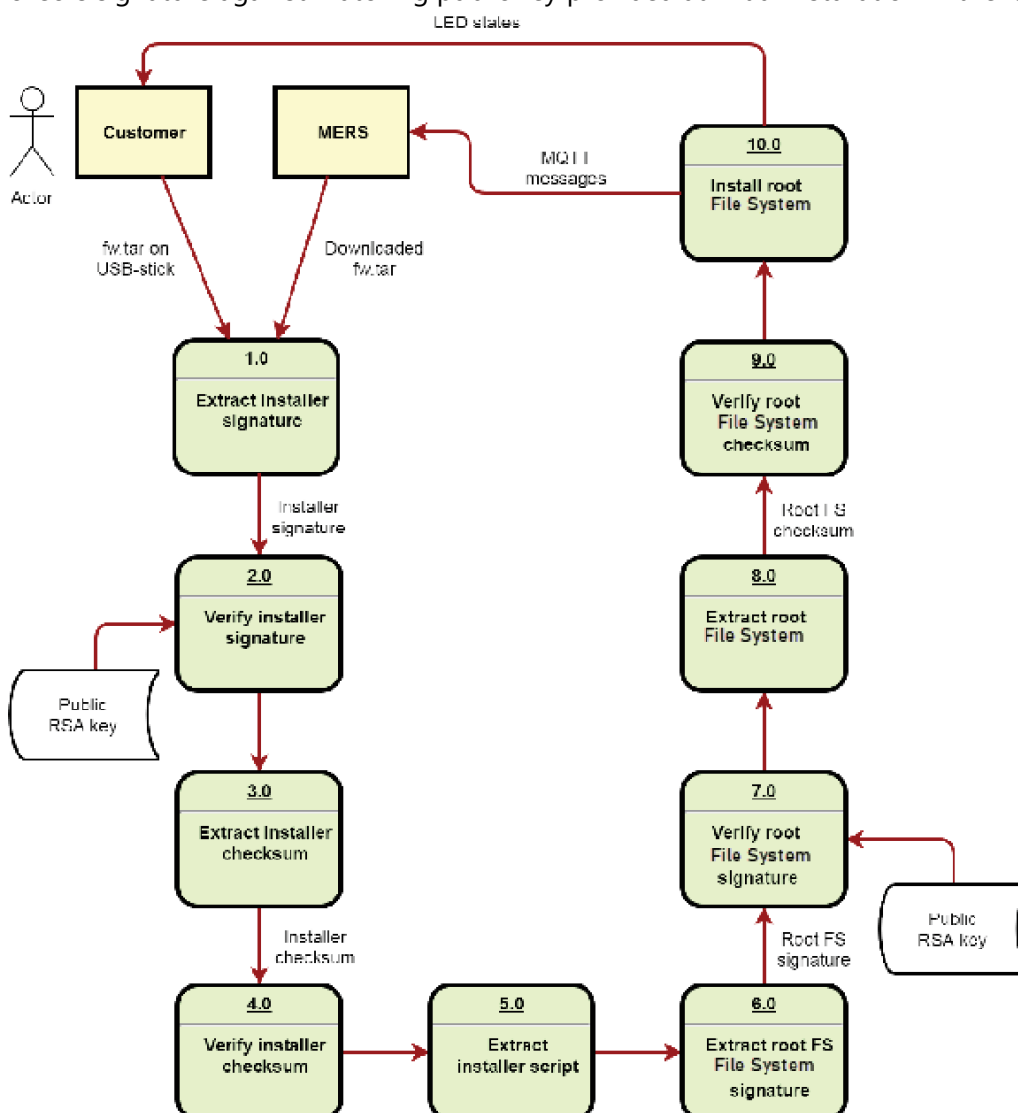 LED states
Customer
MERS
Actor
MQTT
messages
fw.tar on
USB-stick
Downloaded
fw.tar
1.0
Extract Installer
signature
Installer
signature
2.0
Verify installer
signature
Public
RSA key
3.0
Extract Installer
checksum
Installer
checksum
4.0
Verify installer
checksum
5.0
Extract
installer script
6.0
Extract root FS
File System
signature
Root FS
signature
7.0
Verify root
File System
signature
Public
RSA key
8.0
Extract root
File System
Root FS
checksum
9.0
Verify root
File System
checksum
10.0
Install root
File System